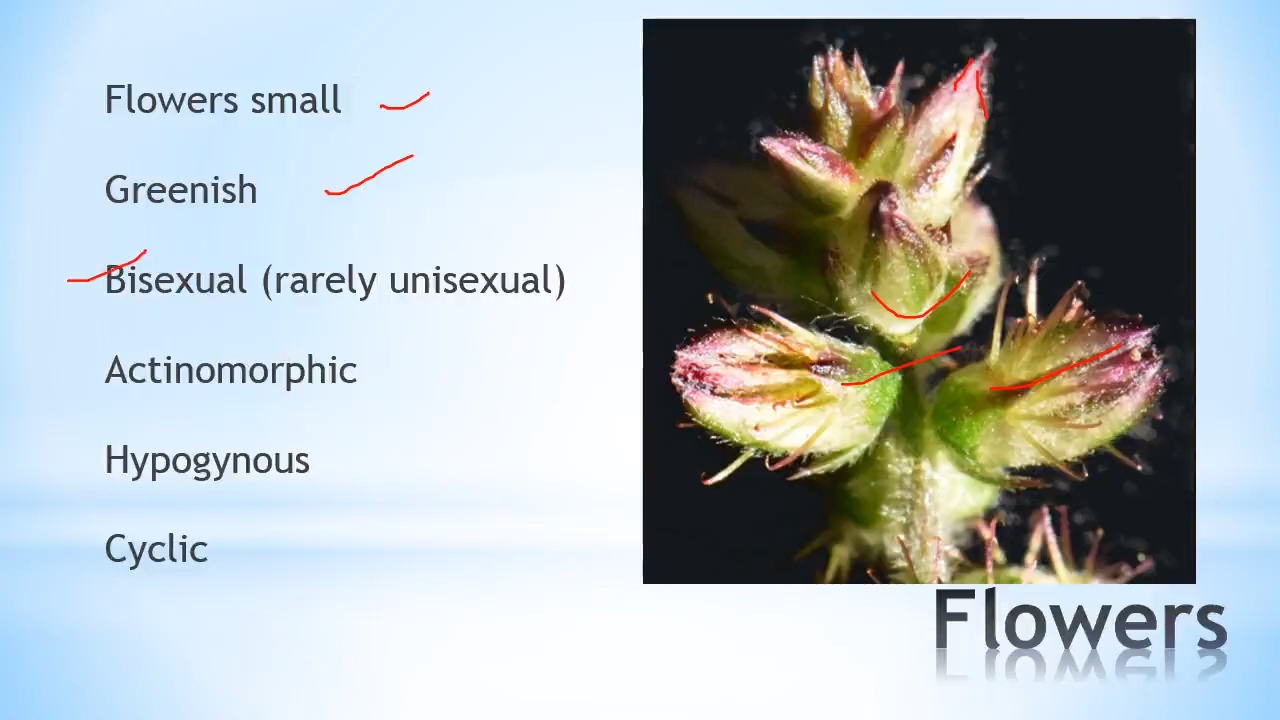 Flowers small
Greenish
Bisexual (rarely unisexual)
Actinomorphic
Hypogynous
Cyclic
Flowers